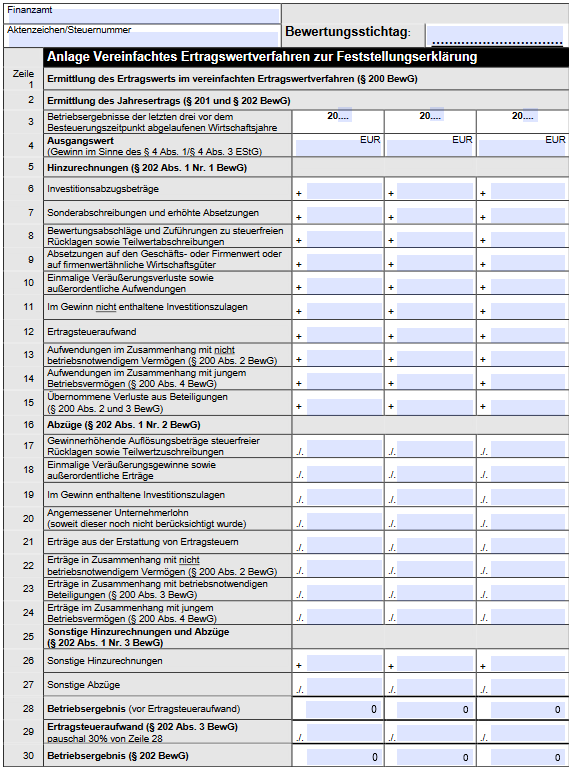 Finanzamt
Aktenzeichen/Steuernummer
Bewertungsstichtag:
Anlage Vereinfachtes Ertragswertverfahren zur Feststellungserklärung
Zeile
1 Ermittlung des Ertragswerts im vereinfachten Ertragswertverfahren (§ 200 BewG)
2 Ermittlung des Jahresertrags (§ 201 und § 202 BewG)
3 Betriebsergebnisse der letzten drei vor dem
Besteuerungszeitpunkt abgelaufenen Wirtschaftsjahre
20.... 20.... 20....
4 Ausgangswert
(Gewinn im Sinne des § 4 Abs. 1/§ 4 Abs. 3 EStG)
EUR EUR EUR
5 Hinzurechnungen (§ 202 Abs. 1 Nr. 1 BewG)
6 Investitionsabzugsbeträge + + +
7 Sonderabschreibungen und erhöhte Absetzungen + + +
8 Bewertungsabschläge und Zuführungen zu steuerfreien
Rücklagen sowie Teilwertabschreibungen + + +
9 Absetzungen auf den Geschäfts- oder Firmenwert oder
auf firmenwertähnliche Wirtschaftsgüter + + +
10 Einmalige Veräußerungsverluste sowie
außerordentliche Aufwendungen + + +
11 Im Gewinn nicht enthaltene Investitionszulagen + + +
12 Ertragsteueraufwand + + +
13 Aufwendungen im Zusammenhang mit nicht
betriebsnotwendigem Vermögen (§ 200 Abs. 2 BewG) + + +
14 Aufwendungen im Zusammenhang mit jungem
Betriebsvermögen (§ 200 Abs. 4 BewG) + + +
15 Übernommene Verluste aus Beteiligungen
(§ 200 Abs. 2 und 3 BewG) + + +
16 Abzüge (§ 202 Abs. 1 Nr. 2 BewG)
17 Gewinnerhöhende Auflösungsbeträge steuerfreier
Rücklagen sowie Teilwertzuschreibungen ./. ./. ./.
18 Einmalige Veräußerungsgewinne sowie
außerordentliche Erträge ./. ./. ./.
19 Im Gewinn enthaltene Investitionszulagen ./. ./. ./.
20 Angemessener Unternehmerlohn
(soweit dieser noch nicht berücksichtigt wurde) ./. ./. ./.
21 Erträge aus der Erstattung von Ertragsteuern ./. ./. ./.
22 Erträge in Zusammenhang mit nicht
betriebsnotwendigem Vermögen (§ 200 Abs. 2 BewG) ./. ./. ./.
23 Erträge in Zusammenhang mit betriebsnotwendigen
Beteiligungen (§ 200 Abs. 3 BewG) ./. ./. ./.
24 Erträge im Zusammenhang mit jungem
Betriebsvermögen (§ 200 Abs. 4 BewG) ./. ./. ./.
25 Sonstige Hinzurechnungen und Abzüge
(§ 202 Abs. 1 Nr. 3 BewG)
26 Sonstige Hinzurechnungen + + +
27 Sonstige Abzüge ./. ./. ./.
28 Betriebsergebnis (vor Ertragsteueraufwand) 0 0 0
29 Ertragsteueraufwand (§ 202 Abs. 3 BewG)
pauschal 30% von Zeile 28 ./. ./. ./.
30 Betriebsergebnis (§ 202 BewG) 0 0 0